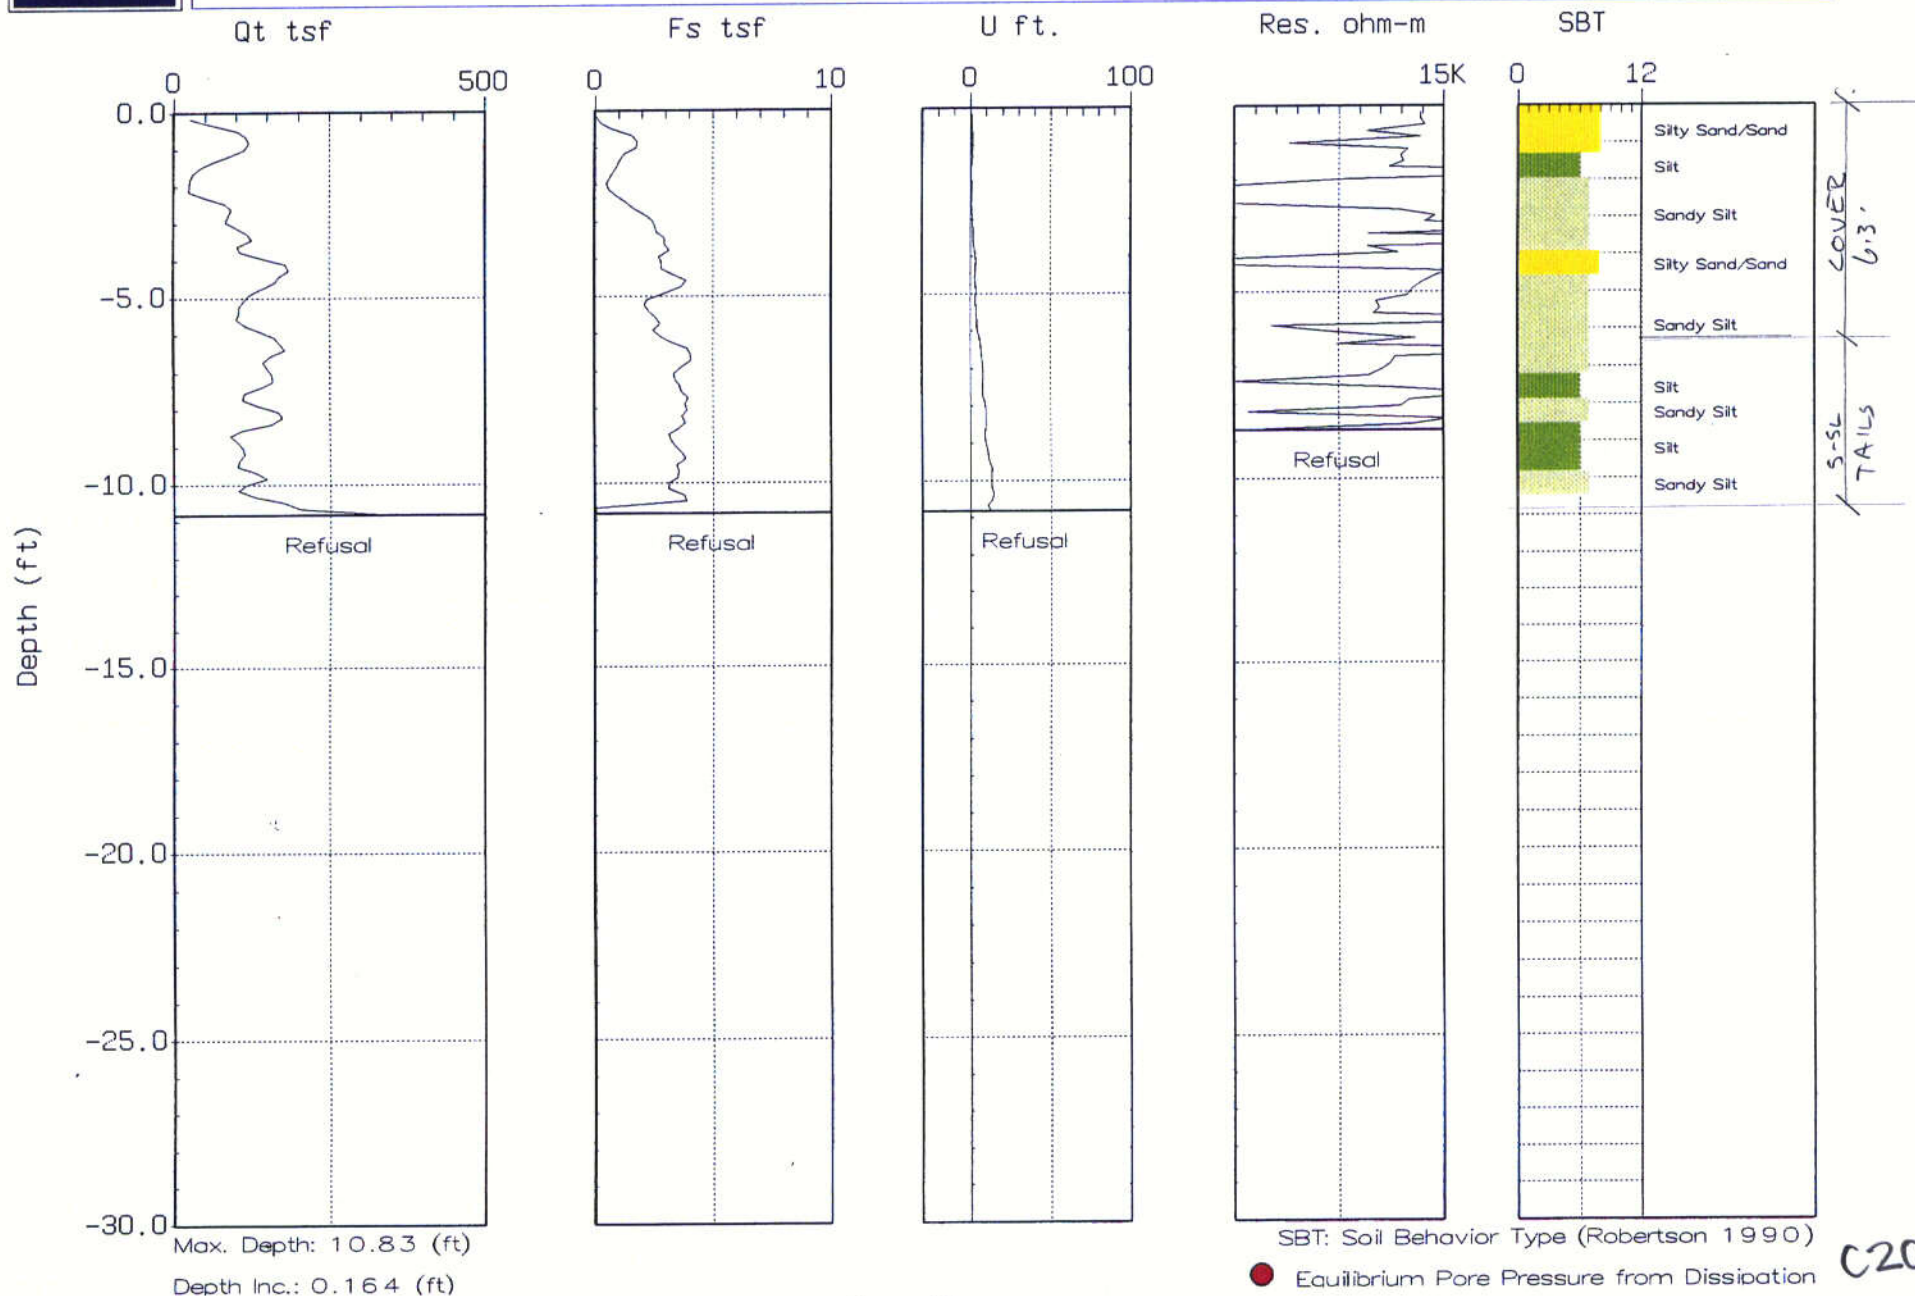 Qt tsf
Fs tsf
U ft.
Res. ohm-m
SBT
0 500
0 10
0 100
15K
0 12
0.0
-5.0
-10.0
-15.0
-20.0
-25.0
-30.0
Depth (ft)
Refusal
Refusal
Refusal
Refusal
Silty Sand/Sand
Silt
Sandy Silt
Silty Sand/Sand
Sandy Silt
Silt
Sandy Silt
Silt
Sandy Silt
COVER
6.3'
S-SL
TAILS
Max. Depth: 10.83 (ft)
Depth Inc.: 0.164 (ft)
SBT: Soil Behavior Type (Robertson 1990)
Equilibrium Pore Pressure from Dissipation